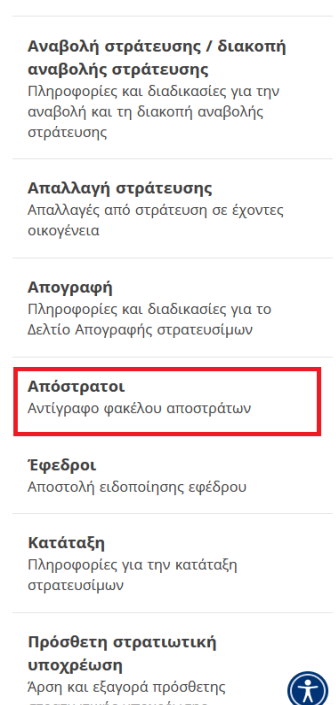 Αναβολή στράτευσης / διακοπή
αναβολής στράτευσης
Πληροφορίες και διαδικασίες για την
αναβολή και τη διακοπή αναβολής
στράτευσης
Απαλλαγή στράτευσης
Απαλλαγές από στράτευση σε έχοντες
οικογένεια
Απογραφή
Πληροφορίες και διαδικασίες για το
Δελτίο Απογραφής στρατευσίμων
Απόστρατοι
Αντίγραφο φακέλου αποστράτων
Έφεδροι
Αποστολή ειδοποίησης εφέδρου
Κατάταξη
Πληροφορίες για την κατάταξη
στρατευσίμων
Πρόσθετη στρατιωτική
υποχρέωση
Άρση και εξαγορά πρόσθετης